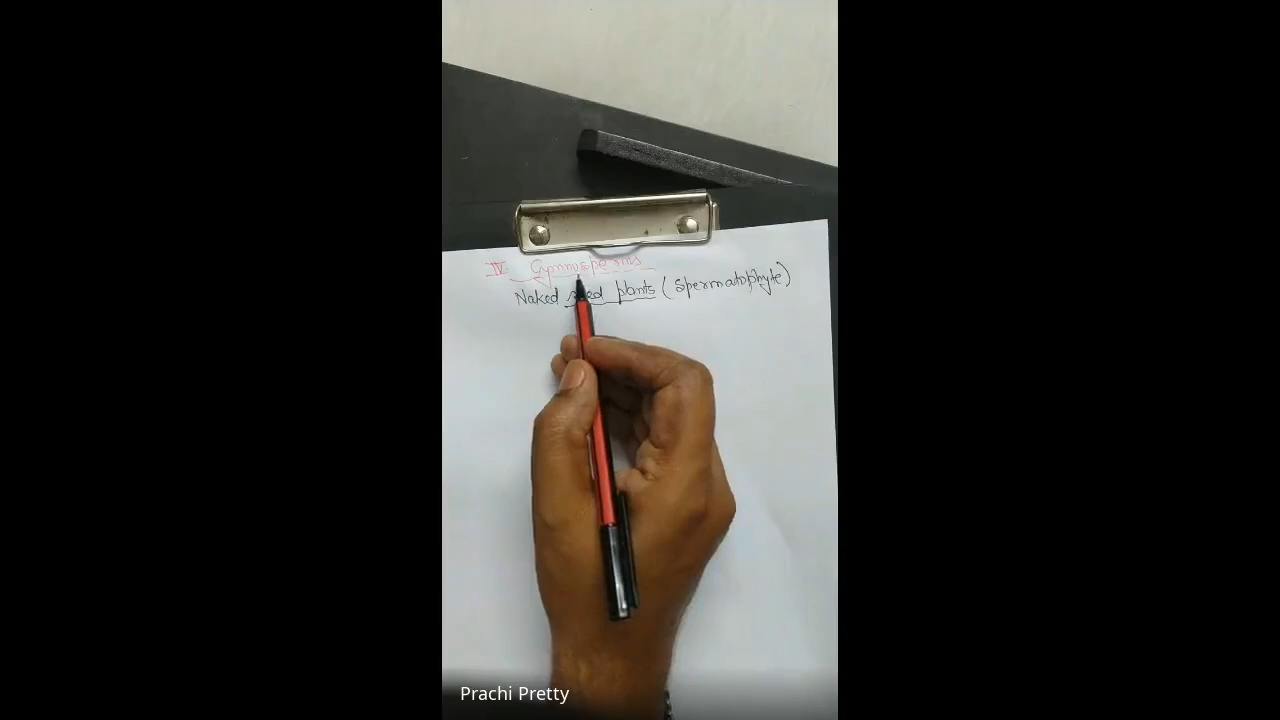 IV Gymnosperms
Naked seed plants (Spermatophyte)
Prachi Pretty